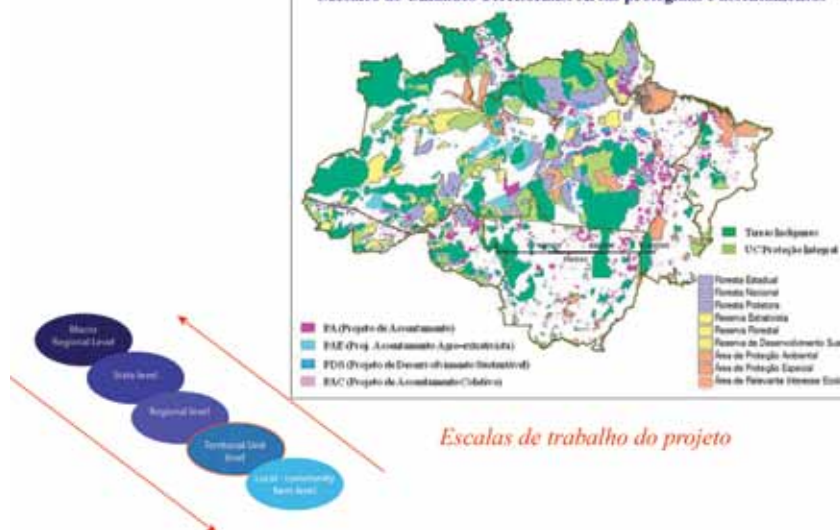 Terras Indígenas
UC Proteção Integral
Floresta Estadual
Floresta Nacional
Floresta Protetora
Reserva Extrativista
Reserva Florestal
Reserva de Desenvolvimento Sus
Área de Proteção Ambiental
Área de Proteção Especial
Área de Relevante Interesse Ecoló
PA (Projeto de Assentamento)
PAE (Proj. Assentamento Agro-extrativista)
PDS (Projeto de Desenvolvimento Sustentável)
PAC (Projeto de Assentamento Coletivo)
Macro
Regional Level
State level
Regional level
Territorial Unit
level
Local - community
farm level
Escalas de trabalho do projeto